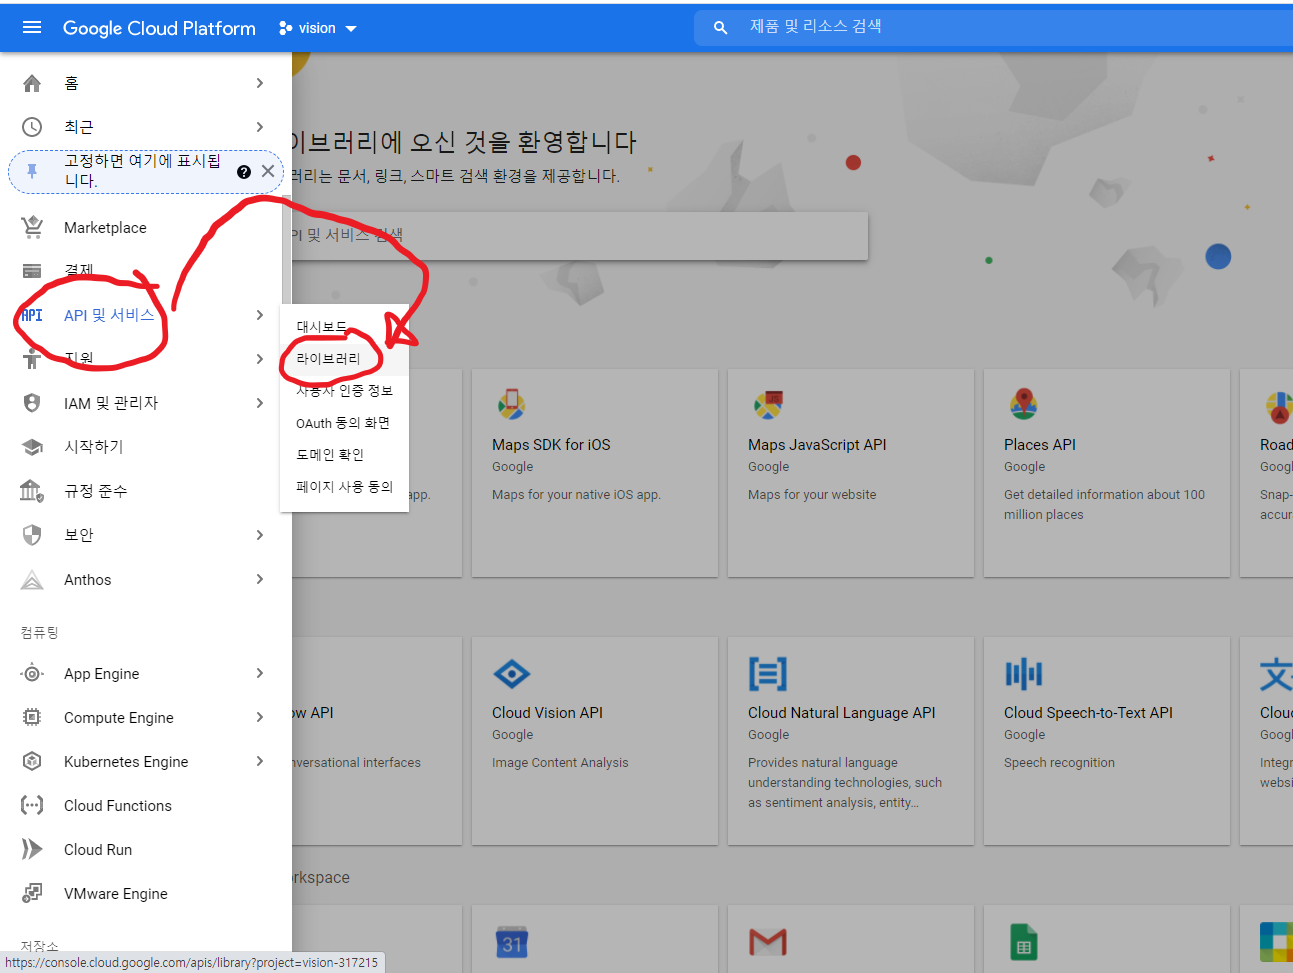 Google Cloud Platform
vision
제품 및 리소스 검색
홈
최근
고정하면 여기에 표시됩
니다.
이브러리에 오신 것을 환영합니다
러리는 문서, 링크, 스마트 검색 환경을 제공합니다.
Marketplace
PI 및 서비스 검색
결제
API
API 및 서비스
대시보드
지원
라이브러리
사용자 인증 정보
IAM 및 관리자
OAuth 동의 화면
시작하기
도메인 확인
규정 준수
페이지 사용 동의
app.
보안
Anthos
Maps SDK for iOS
Google
Maps for your native iOS app.
JS
Maps JavaScript API
Google
Maps for your website
Places API
Google
Get detailed information about 100
million places
Road
Googl
Snap-
accur
컴퓨팅
App Engine
Compute Engine
Kubernetes Engine
Cloud Functions
Cloud Run
VMware Engine
저장소
ow API
nversational interfaces
Cloud Vision API
Google
Image Content Analysis
Cloud Natural Language API
Google
Provides natural language
understanding technologies, such
as sentiment analysis, entity...
Cloud Speech-to-Text API
Google
Speech recognition
文
Clou
Googl
Integr
websi
orkspace
31
https://console.cloud.google.com/apis/library?project=vision-317215